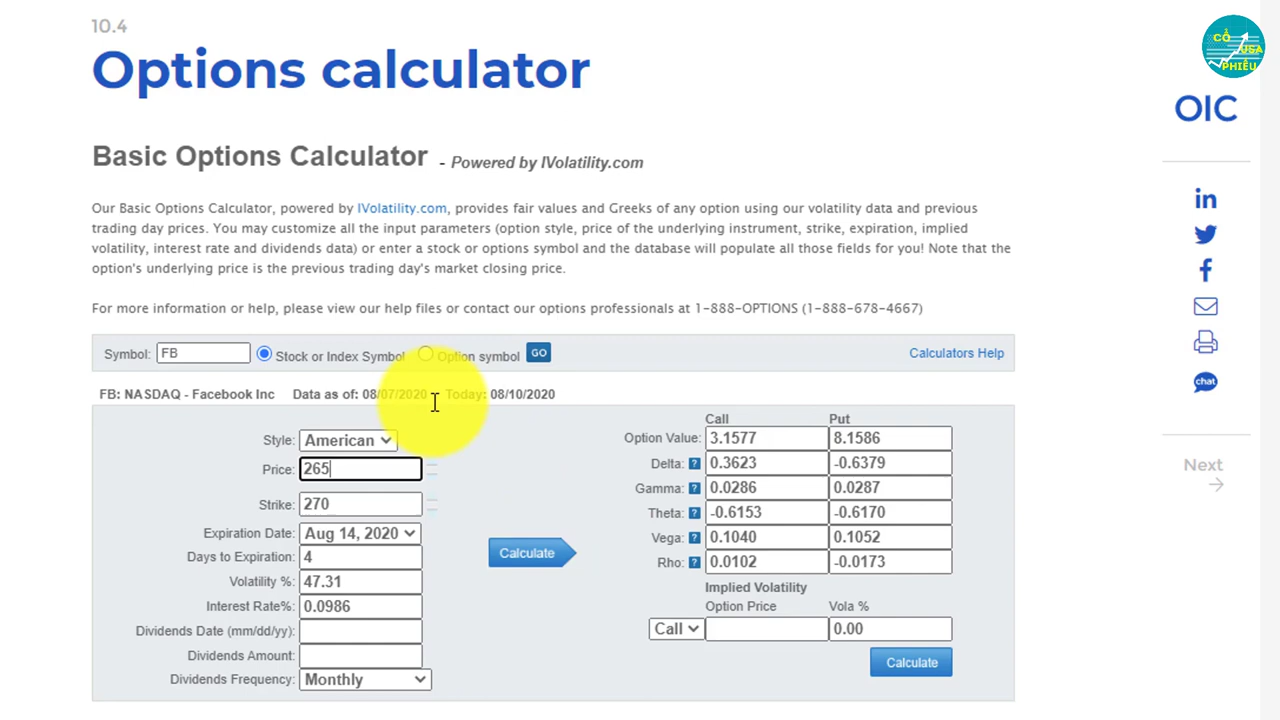 10.4
Options calculator
CỔ
USA
PHIẾU
OIC
Basic Options Calculator - Powered by IVolatility.com
Our Basic Options Calculator, powered by IVolatility.com, provides fair values and Greeks of any option using our volatility data and previous
trading day prices. You may customize all the input parameters (option style, price of the underlying instrument, strike, expiration, implied
volatility, interest rate and dividends data) or enter a stock or options symbol and the database will populate all those fields for you! Note that the
option's underlying price is the previous trading day's market closing price.
For more information or help, please view our help files or contact our options professionals at 1-888-OPTIONS (1-888-678-4667)
Symbol: FB Stock or Index Symbol Option symbol GO Calculators Help
FB: NASDAQ - Facebook Inc Data as of: 08/07/2020 Today: 08/10/2020
Call Put
Style: American Option Value: 3.1577 8.1586
Price: 265 Delta: ? 0.3623 -0.6379
Gamma: ? 0.0286 0.0287
Strike: 270 Theta: ? -0.6153 -0.6170
Expiration Date: Aug 14, 2020 Vega: ? 0.1040 0.1052
Days to Expiration: 4 Calculate Rho: ? 0.0102 -0.0173
Volatility %: 47.31 Implied Volatility
Interest Rate%: 0.0986 Option Price Vola %
Dividends Date (mm/dd/yy): Call 0.00
Dividends Amount: Calculate
Dividends Frequency: Monthly
in
chat
Next